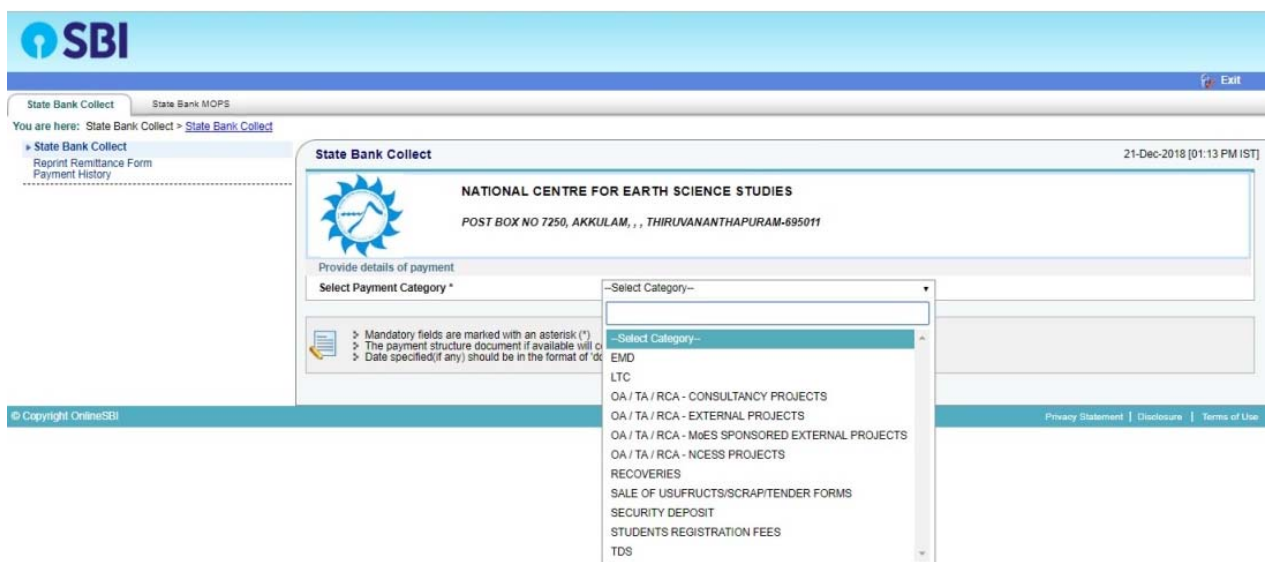 SBI
Exit
State Bank Collect State Bank MOPS
You are here: State Bank Collect > State Bank Collect
State Bank Collect
Reprint Remittance Form
Payment History
State Bank Collect 21-Dec-2018 [01:13 PM IST]
NATIONAL CENTRE FOR EARTH SCIENCE STUDIES
POST BOX NO 7250, AKKULAM, , , THIRUVANANTHAPURAM-695011
Provide details of payment
Select Payment Category * --Select Category--
Mandatory fields are marked with an asterisk (*)
The payment structure document if available will
Date specified(if any) should be in the format of
--Select Category--
EMD
LTC
OA / TA / RCA - CONSULTANCY PROJECTS
OA / TA / RCA - EXTERNAL PROJECTS
OA / TA / RCA - MoES SPONSORED EXTERNAL PROJECTS
OA / TA / RCA - NCESS PROJECTS
RECOVERIES
SALE OF USUFRUCTS/SCRAP/TENDER FORMS
SECURITY DEPOSIT
STUDENTS REGISTRATION FEES
TDS
© Copyright OnlineSBI Privacy Statement | Disclosure | Terms of Use